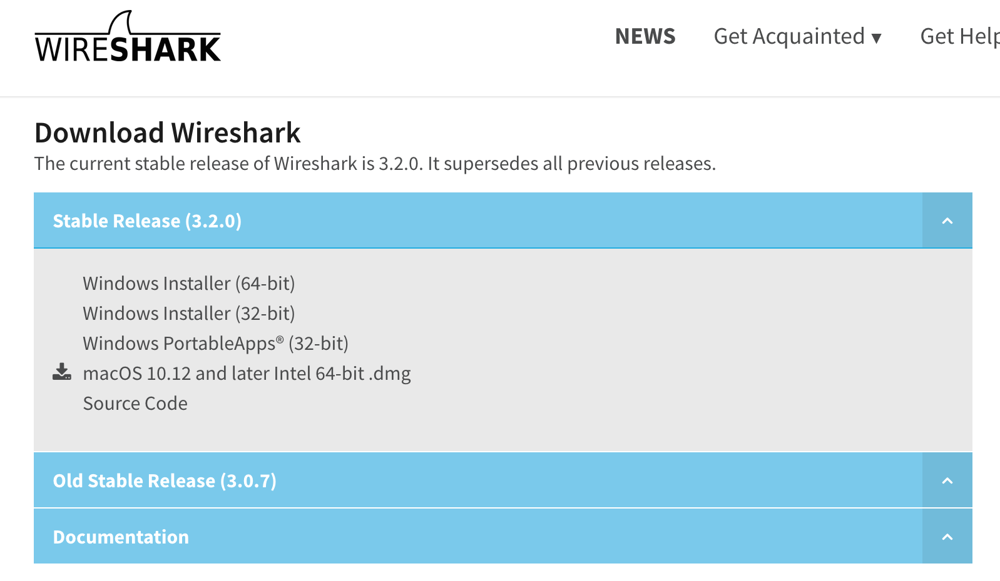 WIRESHARK
NEWS Get Acquainted ▾ Get Help
Download Wireshark
The current stable release of Wireshark is 3.2.0. It supersedes all previous releases.
Stable Release (3.2.0)
Windows Installer (64-bit)
Windows Installer (32-bit)
Windows PortableApps® (32-bit)
macOS 10.12 and later Intel 64-bit .dmg
Source Code
Old Stable Release (3.0.7)
Documentation